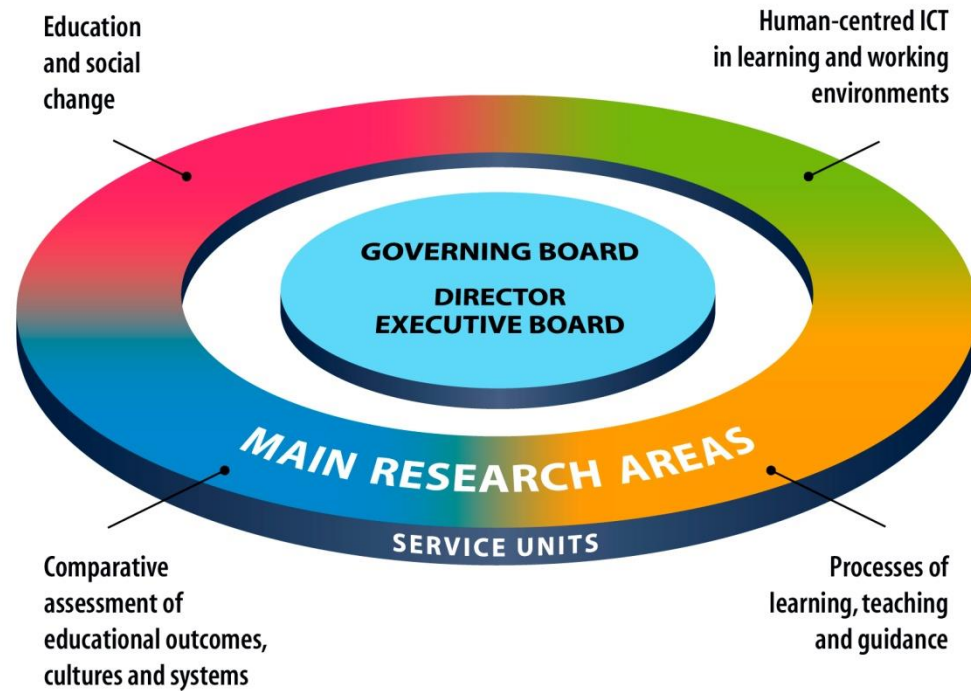 Education
and social
change
Human-centred ICT
in learning and working
environments
GOVERNING BOARD
DIRECTOR
EXECUTIVE BOARD
MAIN RESEARCH AREAS
SERVICE UNITS
Comparative
assessment of
educational outcomes,
cultures and systems
Processes of
learning, teaching
and guidance